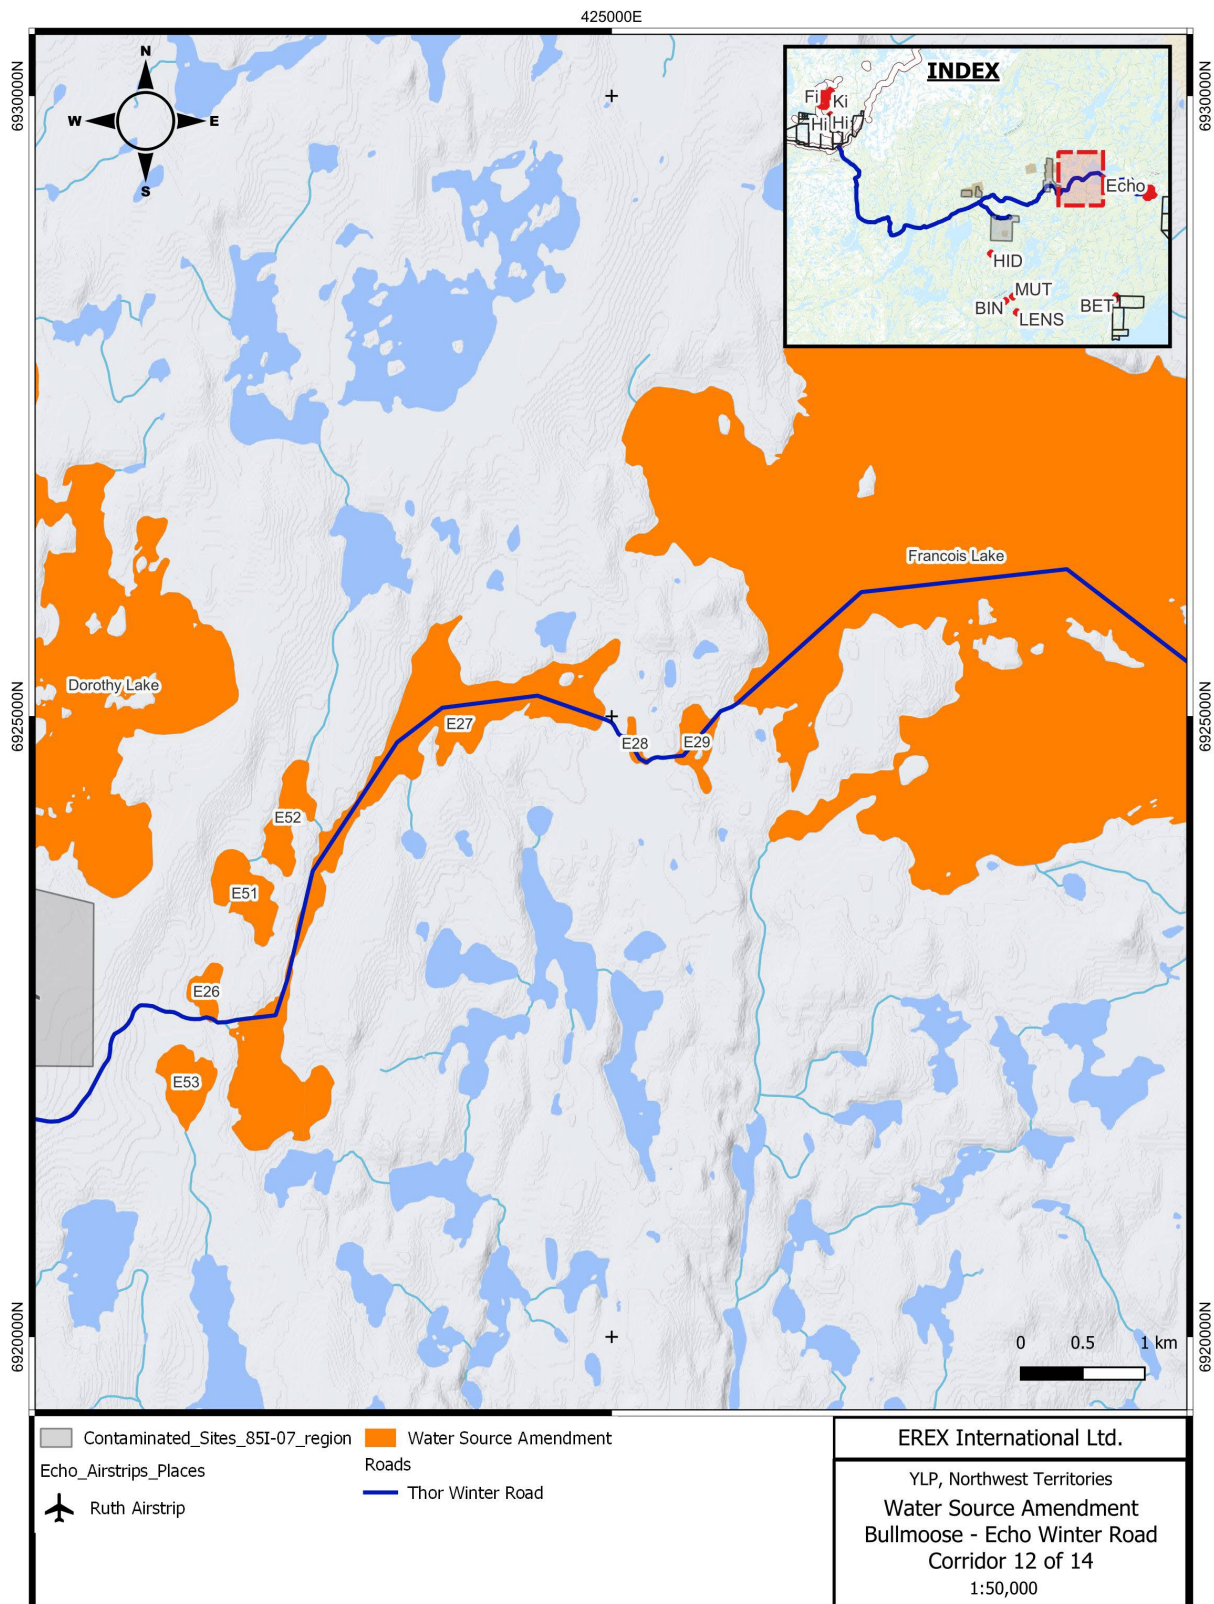 425000E
6930000N
6930000N
N
W
E
S
INDEX
Fi
Ki
Hi
Hi
Echo
HID
MUT
BIN
LENS
BET
Francois Lake
Dorothy Lake
6925000N
6925000N
E27
E28
E29
E52
E51
E26
E53
6920000N
6920000N
0 0.5 1 km
Contaminated_Sites_85I-07_region
Echo_Airstrips_Places
Ruth Airstrip
Water Source Amendment
Roads
Thor Winter Road
EREX International Ltd.
YLP, Northwest Territories
Water Source Amendment
Bullmoose - Echo Winter Road
Corridor 12 of 14
1:50,000